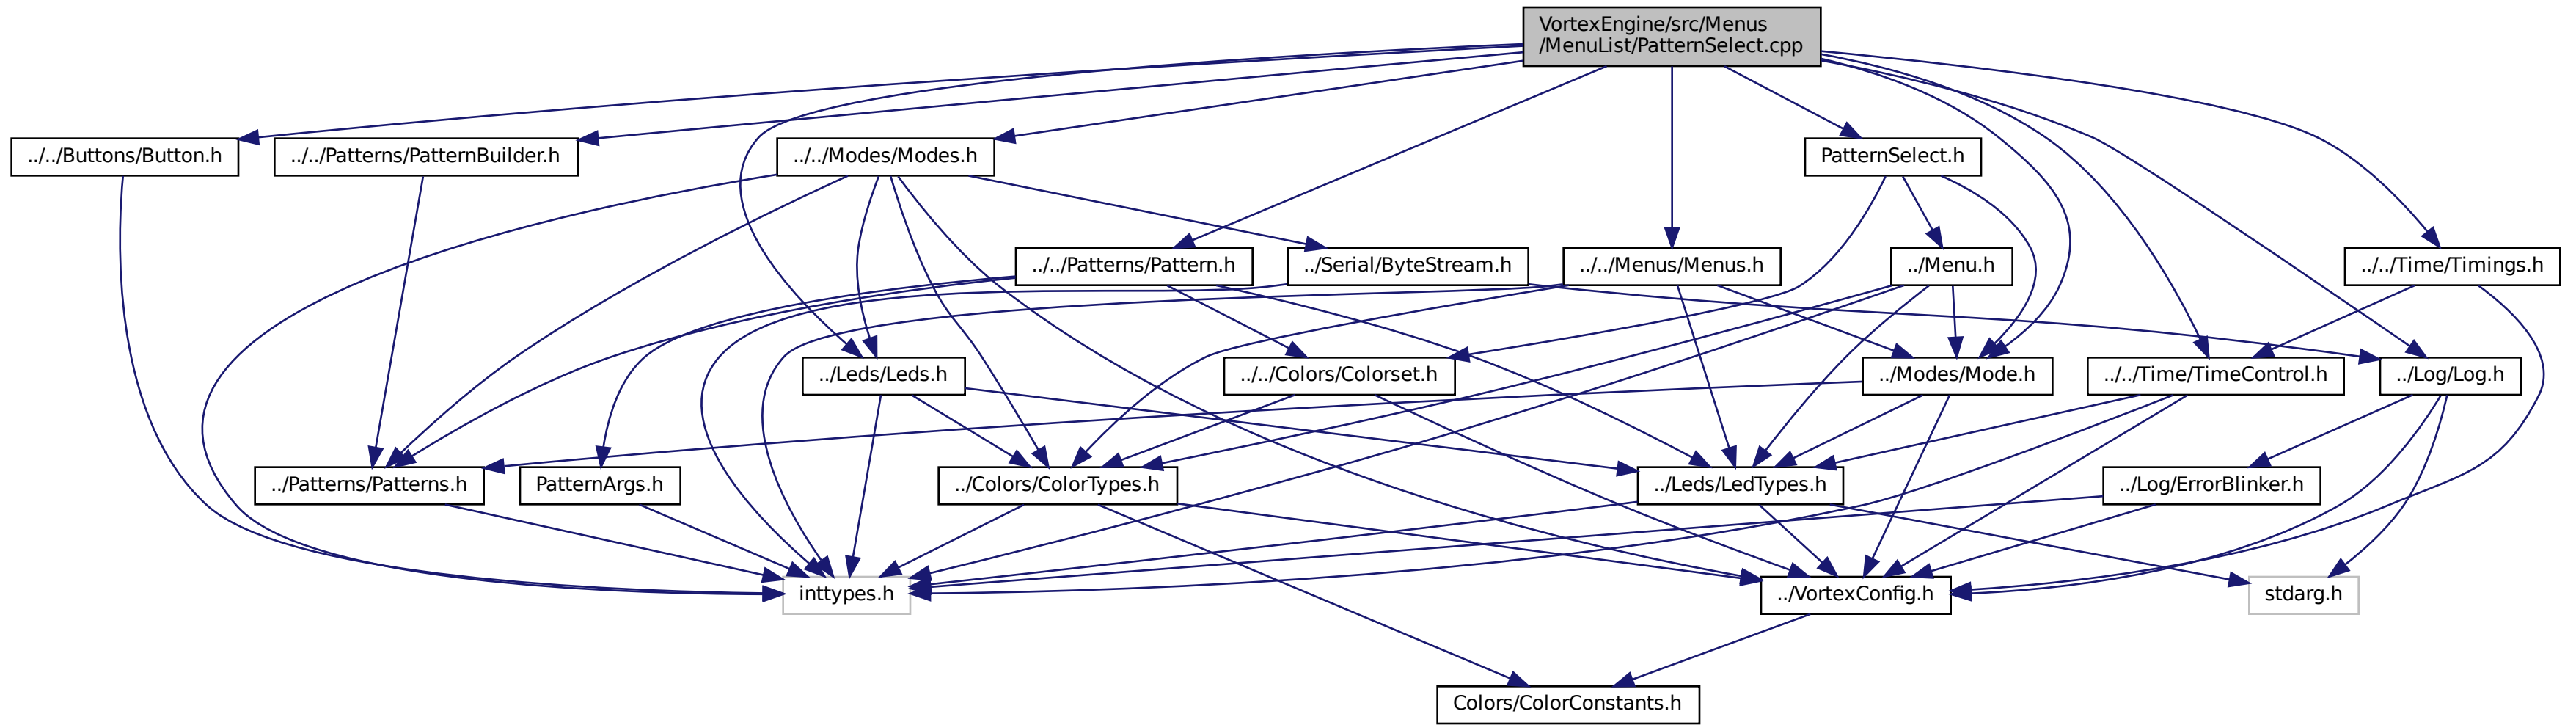 VortexEngine/src/Menus
/MenuList/PatternSelect.cpp
../../Buttons/Button.h
../../Patterns/PatternBuilder.h
../../Modes/Modes.h
PatternSelect.h
../../Patterns/Pattern.h
../Serial/ByteStream.h
../../Menus/Menus.h
../Menu.h
../../Time/Timings.h
../Leds/Leds.h
../../Colors/Colorset.h
../Modes/Mode.h
../../Time/TimeControl.h
../Log/Log.h
../Patterns/Patterns.h
PatternArgs.h
../Colors/ColorTypes.h
../Leds/LedTypes.h
../Log/ErrorBlinker.h
inttypes.h
../VortexConfig.h
stdarg.h
Colors/ColorConstants.h